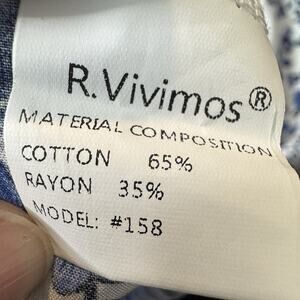 R.Vivimos®
MATERIAL COMPOSITION
COTTON 65%
RAYON 35%
MODEL: #158